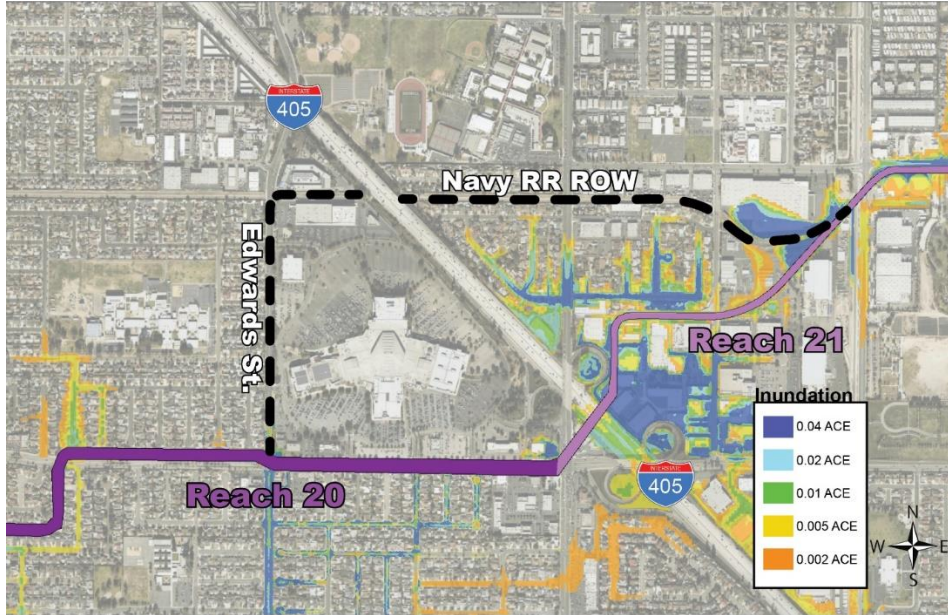 INTERSTATE
405
Navy RR ROW
Edwards St.
Reach 21
Reach 20
INTERSTATE
405
Inundation
0.04 ACE
0.02 ACE
0.01 ACE
0.005 ACE
0.002 ACE
N
W E
S